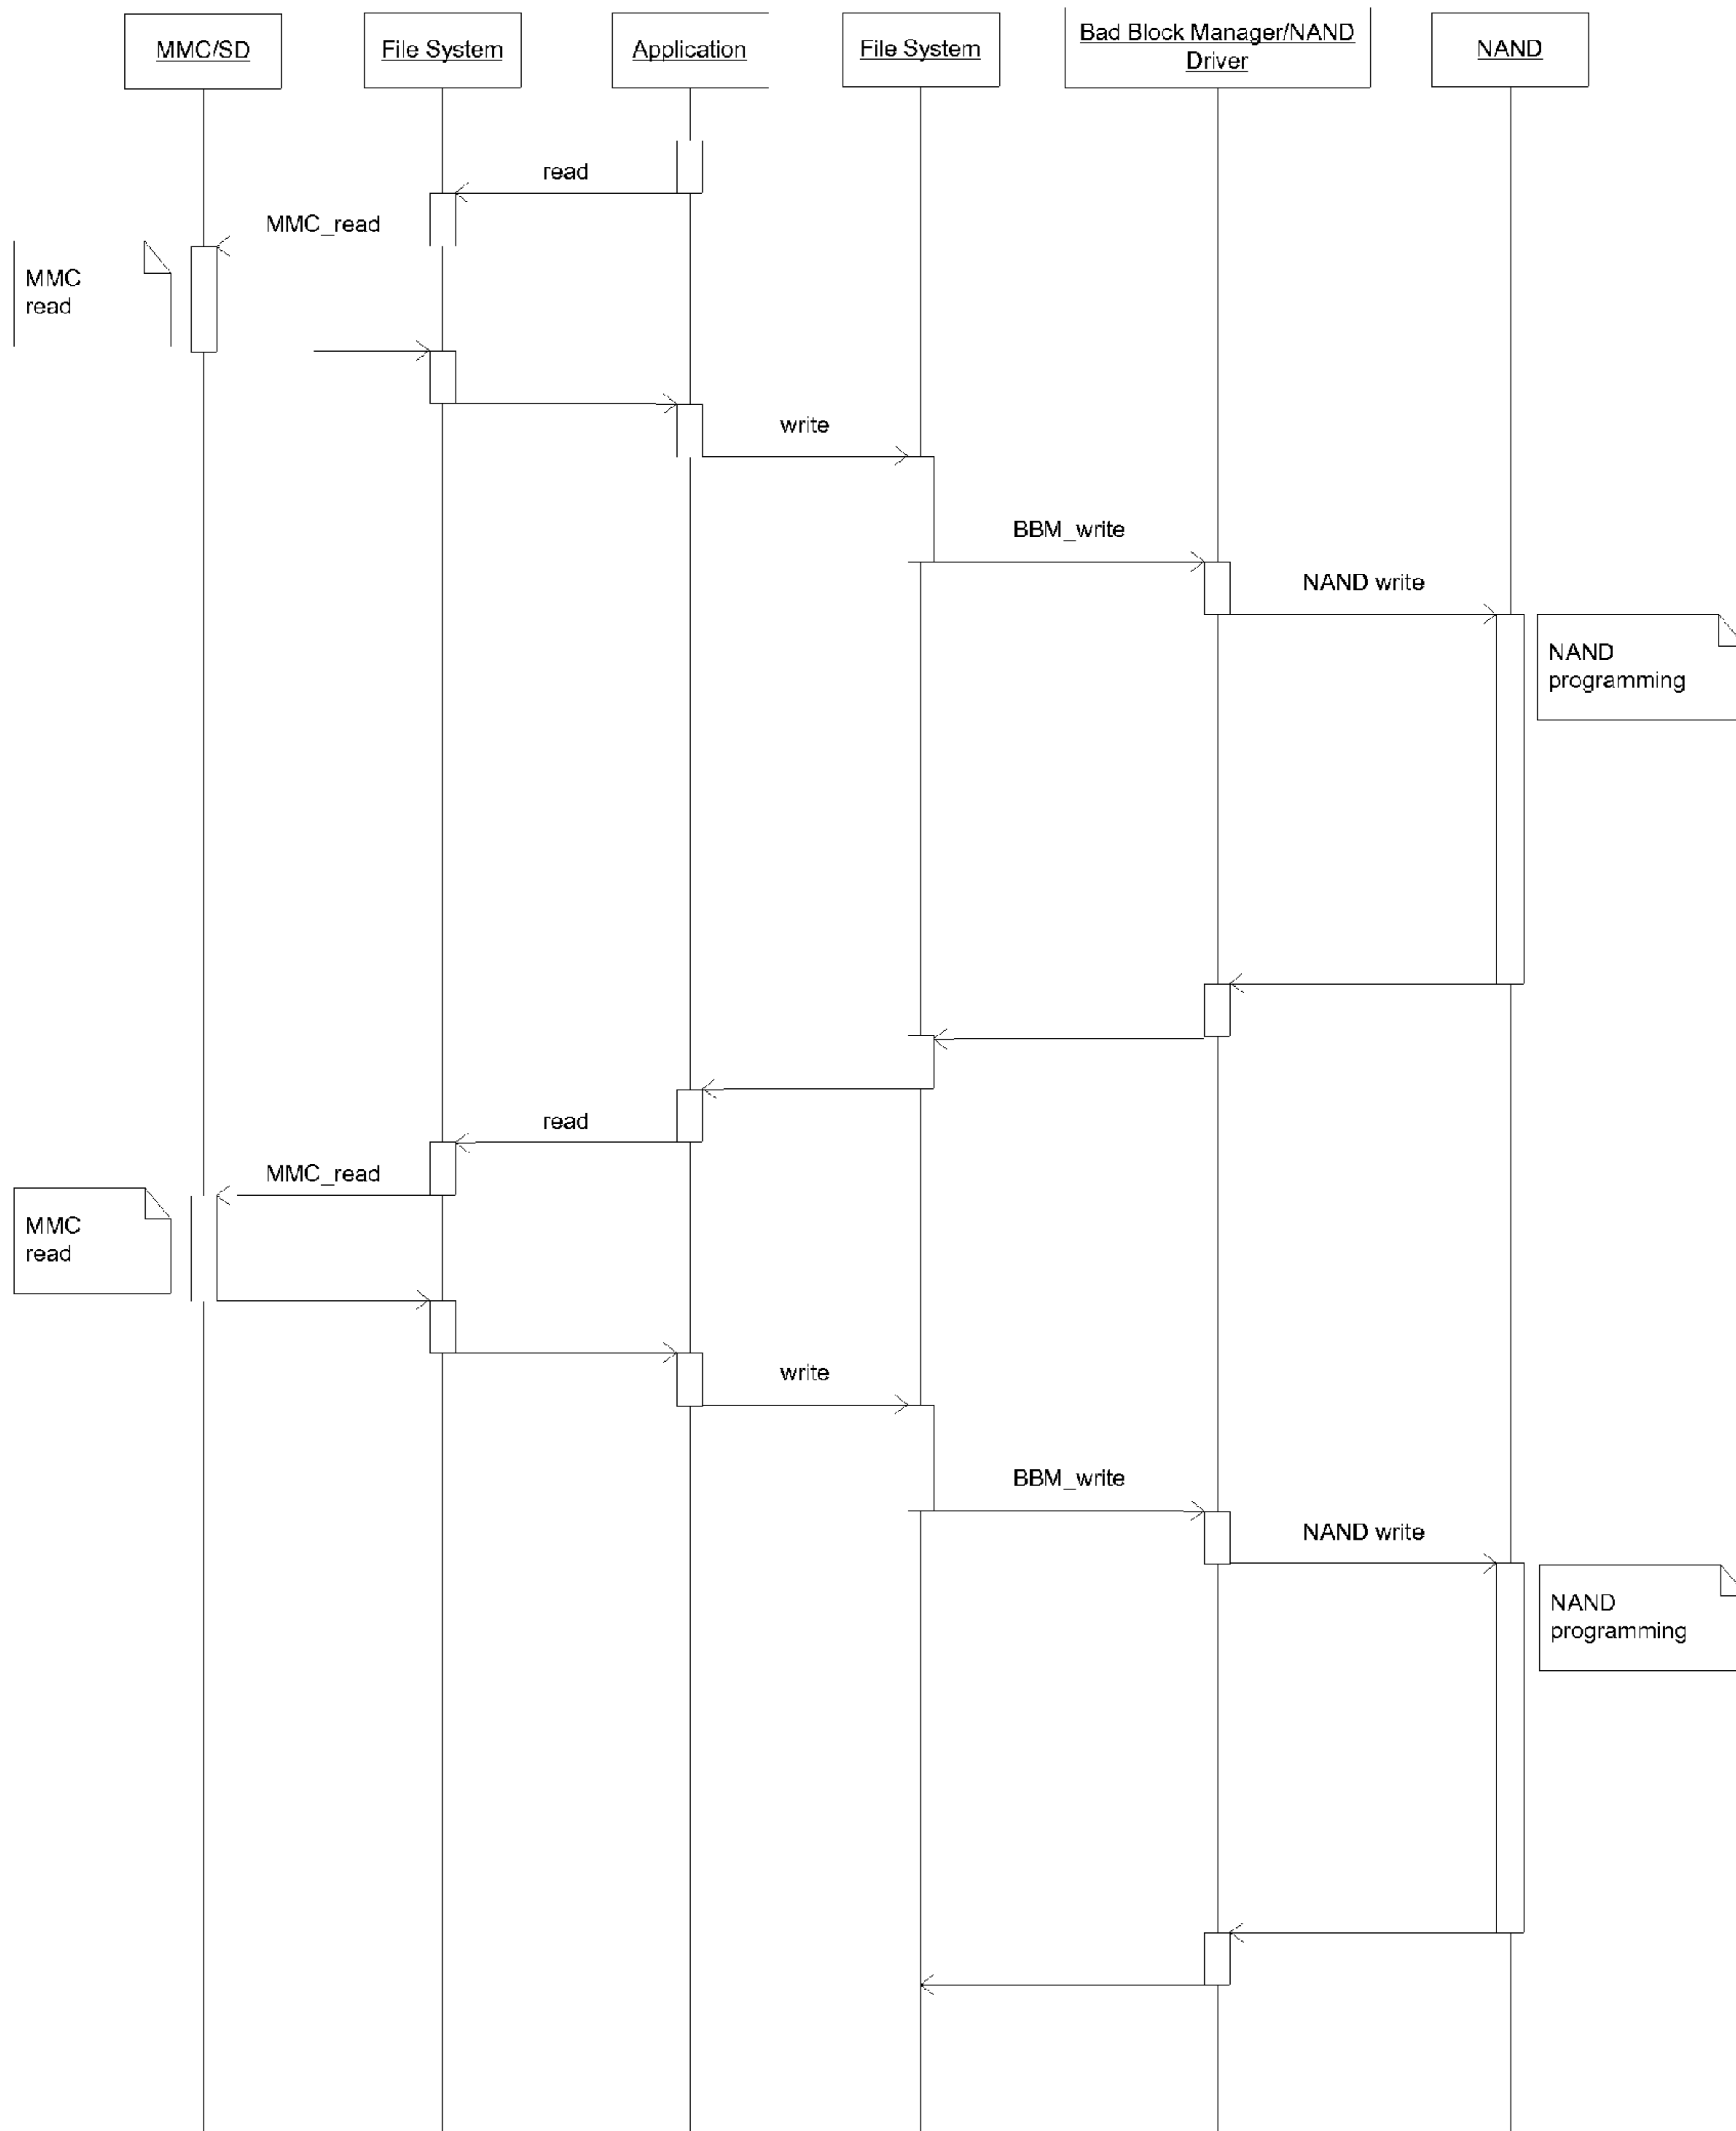 MMC/SD
File System
Application
File System
Bad Block Manager/NAND
Driver
NAND
read
MMC_read
MMC
read
write
BBM_write
NAND write
NAND
programming
read
MMC_read
MMC
read
write
BBM_write
NAND write
NAND
programming